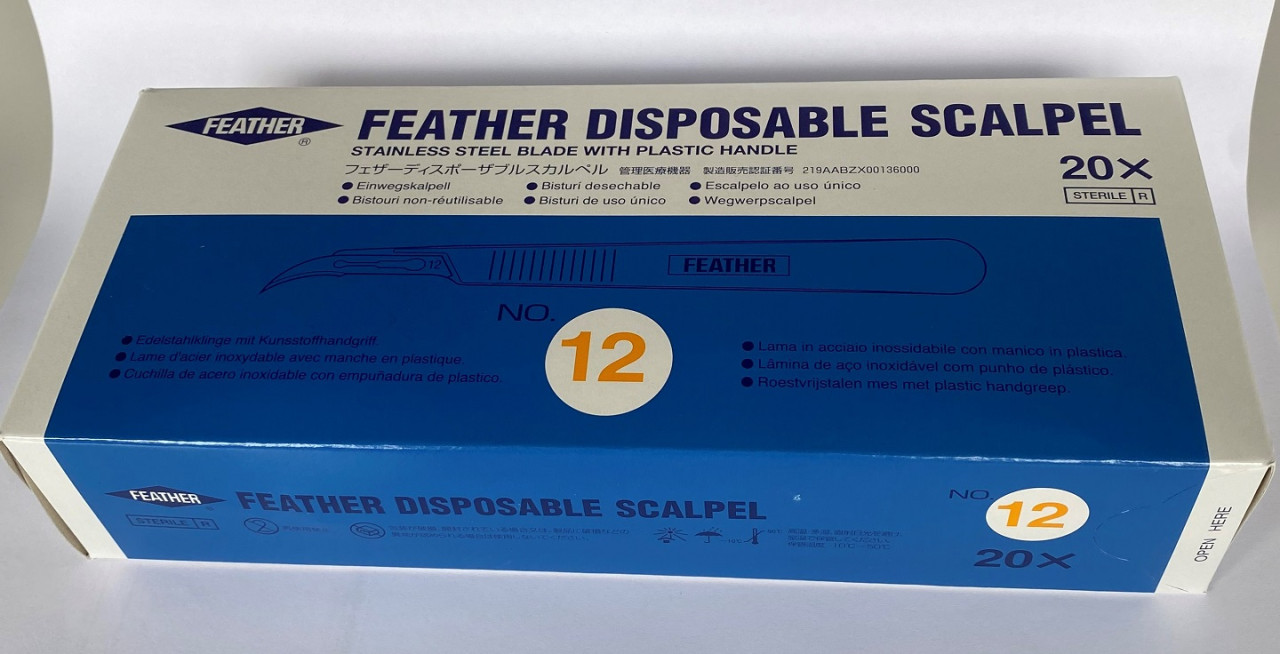 FEATHER ®
FEATHER DISPOSABLE SCALPEL
STAINLESS STEEL BLADE WITH PLASTIC HANDLE
フェザーディスポーザブルスカルペル 管理医療機器 製造販売認証番号 219AABZX00136000
● Einwegskalpell ● Bisturí desechable ● Escalpelo ao uso único
● Bistouri non-réutilisable ● Bisturi de uso único ● Wegwerpscalpel
20X
STERILE R
12
FEATHER
NO. 12
● Edelstahlklinge mit Kunsstoffhandgriff.
● Lame d'acier inoxydable avec manche en plastique.
● Cuchilla de acero inoxidable con empuñadura de plastico.
● Lama in acciaio inossidabile con manico in plastica.
● Lâmina de aço inoxidável com punho de plástico.
● Roestvrijstalen mes met plastic handgreep.
FEATHER ®
FEATHER DISPOSABLE SCALPEL
STERILE R
NO. 12
20X
OPEN HERE